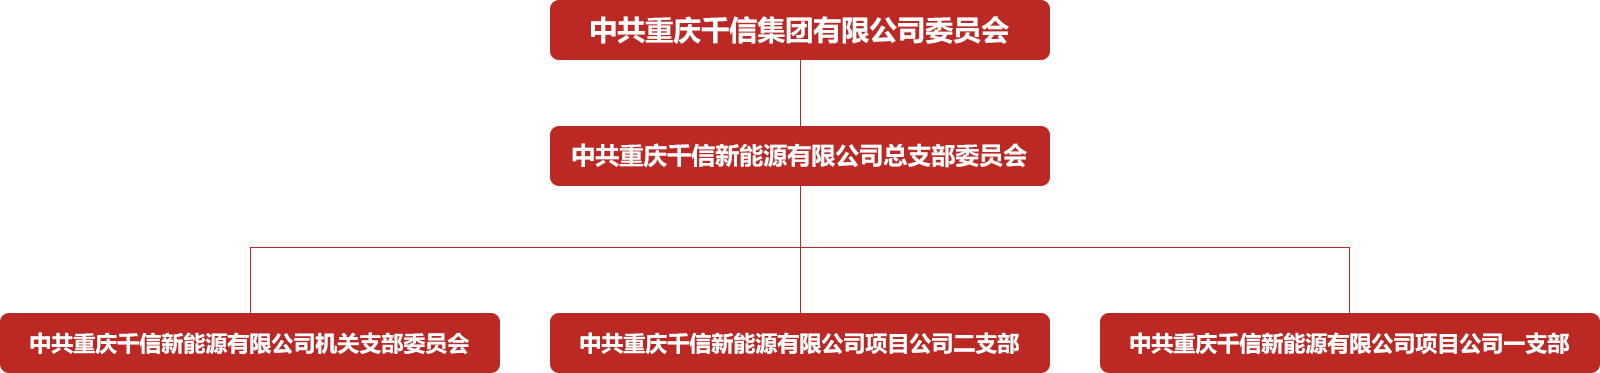 中共重庆千信集团有限公司委员会
中共重庆千信新能源有限公司总支部委员会
中共重庆千信新能源有限公司机关支部委员会
中共重庆千信新能源有限公司项目公司二支部
中共重庆千信新能源有限公司项目公司一支部